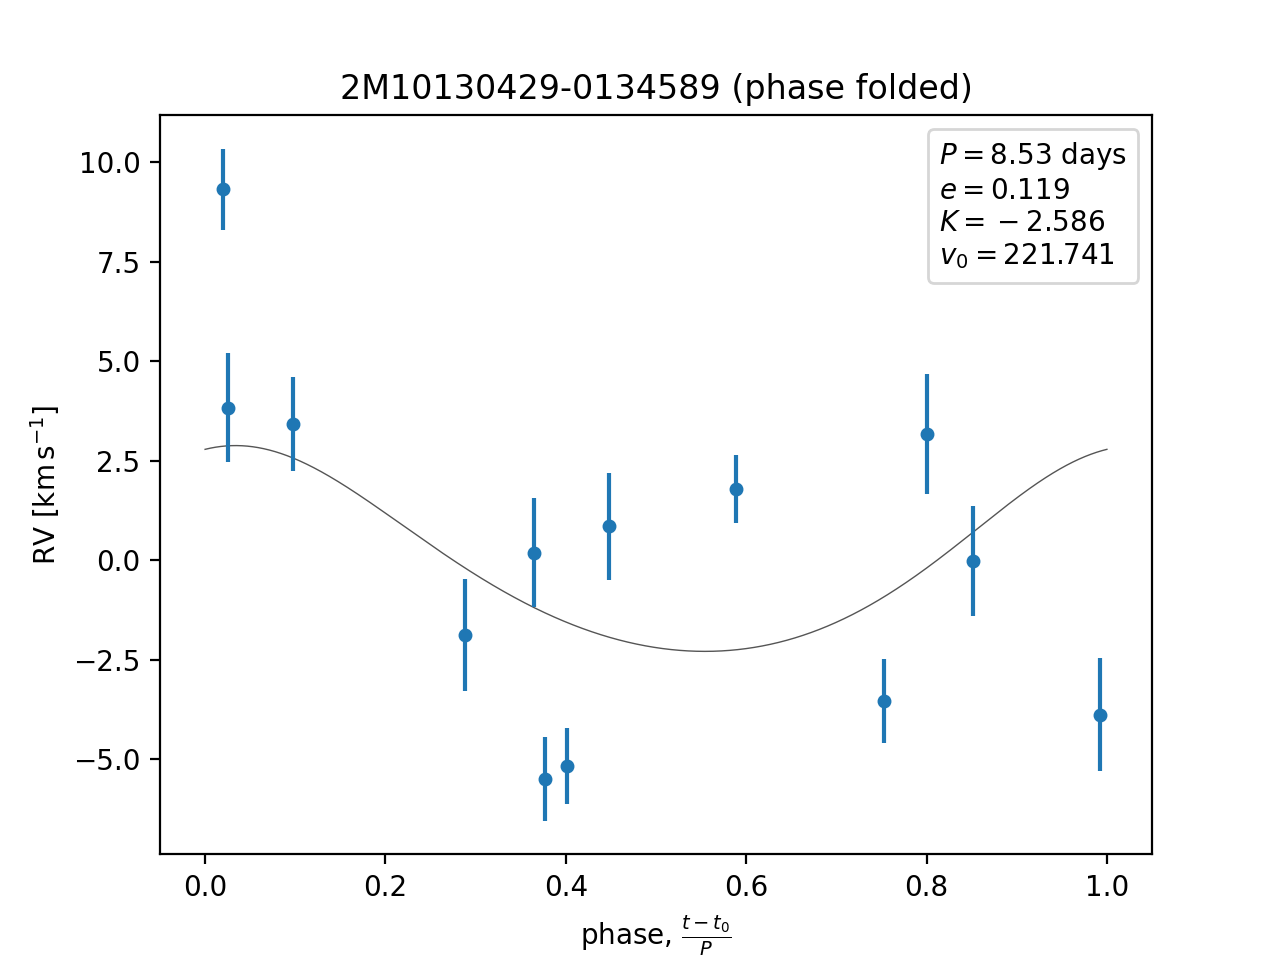 2M10130429-0134589 (phase folded)
P = 8.53 days
e = 0.119
K = −2.586
v₀ = 221.741
RV [km s⁻¹]
10.0
7.5
5.0
2.5
0.0
−2.5
−5.0
0.0 0.2 0.4 0.6 0.8 1.0
phase, (t − t₀)/P